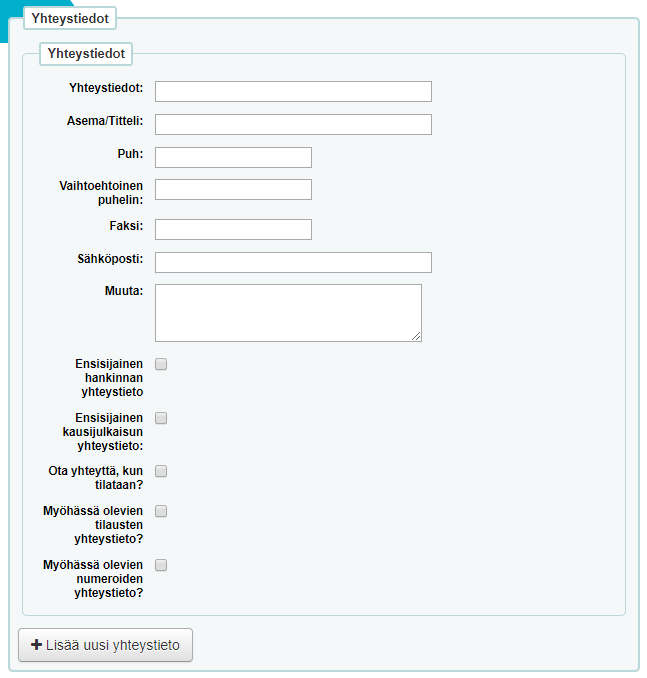 Yhteystiedot
Yhteystiedot
Yhteystiedot:
Asema/Titteli:
Puh:
Vaihtoehtoinen
puhelin:
Faksi:
Sähköposti:
Muuta:
Ensisijainen
hankinnan
yhteystieto
Ensisijainen
kausijulkaisun
yhteystieto:
Ota yhteyttä, kun
tilataan?
Myöhässä olevien
tilausten
yhteystieto?
Myöhässä olevien
numeroiden
yhteystieto?
+ Lisää uusi yhteystieto